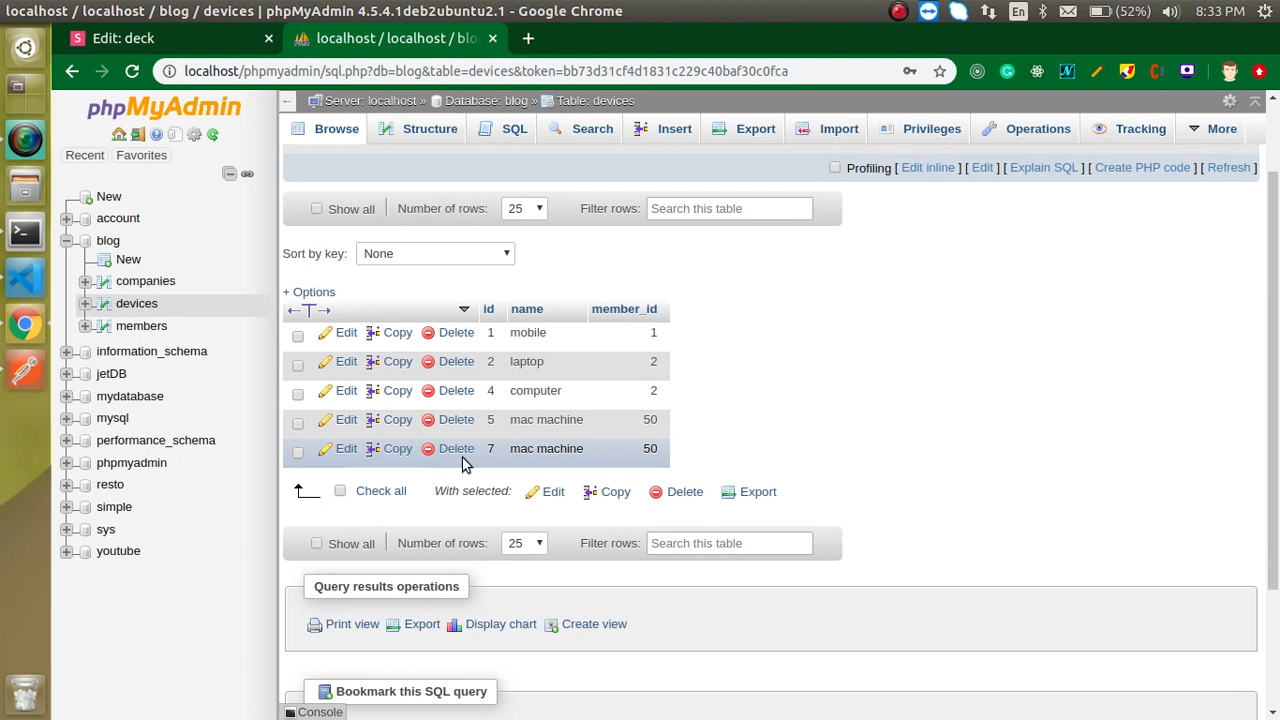 localhost / localhost / blog / devices | phpMyAdmin 4.5.4.1deb2ubuntu2.1 - Google Chrome
En
(52%)
8:33 PM
S
Edit: deck
×
localhost / localhost / blo
×
+
localhost/phpmyadmin/sql.php?db=blog&table=devices&token=bb73d31cf4d1831c229c40baf30c0fca
phpMyAdmin
Recent
Favorites
New
account
blog
New
companies
devices
members
information_schema
jetDB
mydatabase
mysql
performance_schema
phpmyadmin
resto
simple
sys
youtube
Server: localhost » Database: blog » Table: devices
Browse Structure SQL Search Insert Export Import Privileges Operations Tracking More
Profiling [ Edit inline ] [ Edit ] [ Explain SQL ] [ Create PHP code ] [ Refresh ]
Show all | Number of rows: 25 Filter rows: Search this table
Sort by key: None
+ Options
id name member_id
Edit Copy Delete 1 mobile 1
Edit Copy Delete 2 laptop 2
Edit Copy Delete 4 computer 2
Edit Copy Delete 5 mac machine 50
Edit Copy Delete 7 mac machine 50
Check all With selected: Edit Copy Delete Export
Show all | Number of rows: 25 Filter rows: Search this table
Query results operations
Print view Export Display chart Create view
Bookmark this SQL query
Console